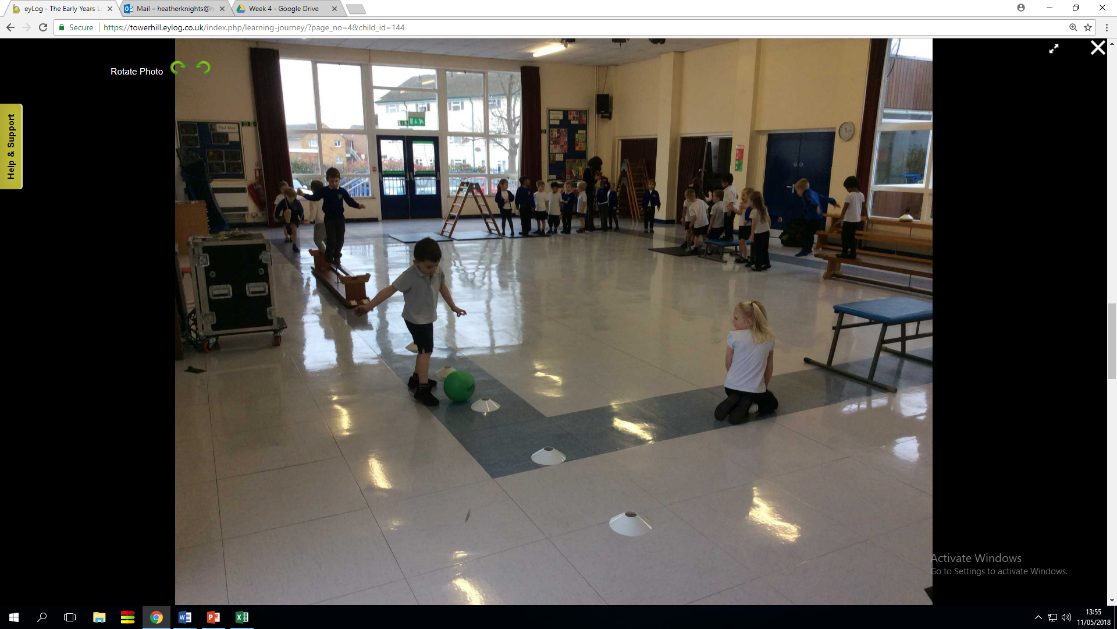 eyLog - The Early Years L
Mail – heatherknights@
Week 4 - Google Drive
Secure
https://towerhill.eylog.co.uk/index.php/learning-journey/?page_no=4&child_id=144
Rotate Photo
Help & Support
Activate Windows
Go to Settings to activate Windows.
13:55
11/05/2018